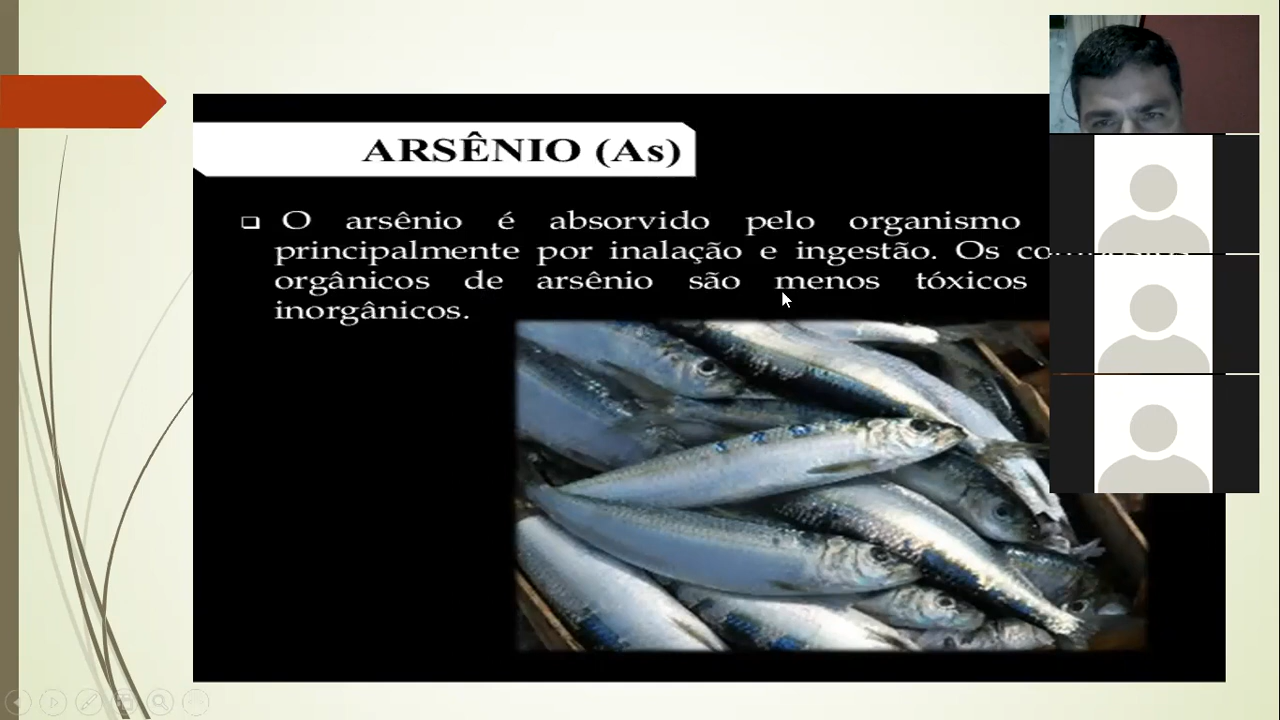 ARSÊNIO (As)
❑ O arsênio é absorvido pelo organismo
principalmente por inalação e ingestão. Os
orgânicos de arsênio são menos tóxicos
inorgânicos.